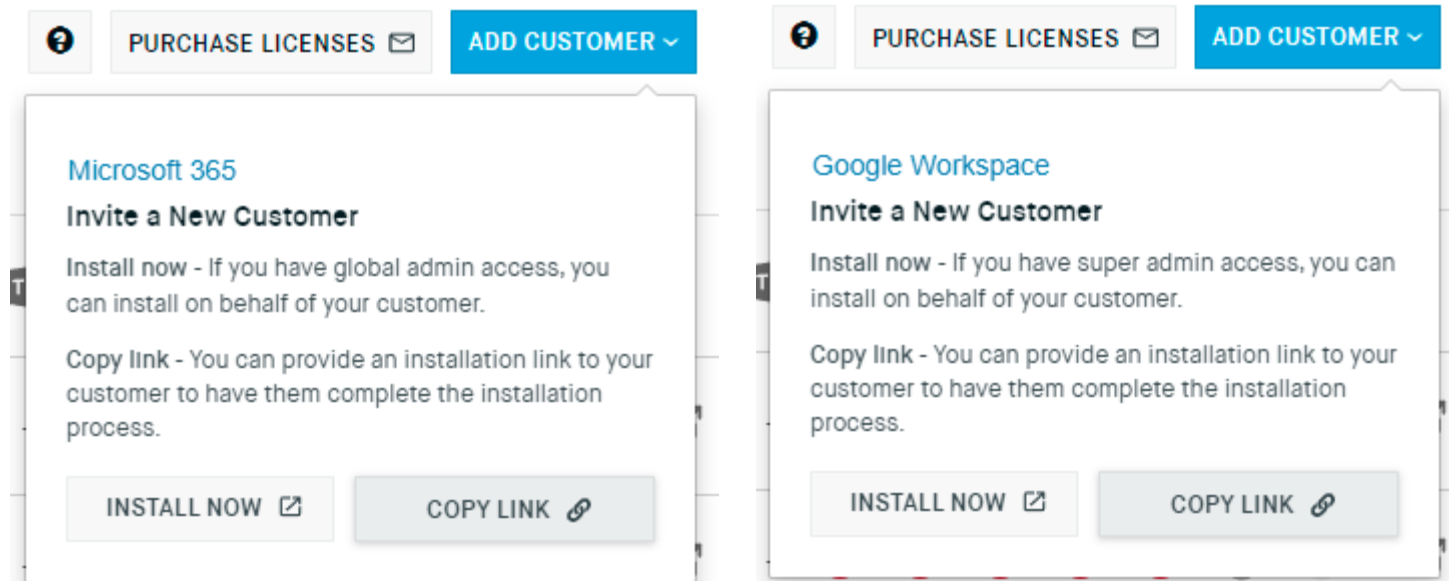 PURCHASE LICENSES
ADD CUSTOMER
Microsoft 365
Invite a New Customer
Install now - If you have global admin access, you
can install on behalf of your customer.
Copy link - You can provide an installation link to your
customer to have them complete the installation
process.
INSTALL NOW
COPY LINK
PURCHASE LICENSES
ADD CUSTOMER
Google Workspace
Invite a New Customer
Install now - If you have super admin access, you can
install on behalf of your customer.
Copy link - You can provide an installation link to your
customer to have them complete the installation
process.
INSTALL NOW
COPY LINK